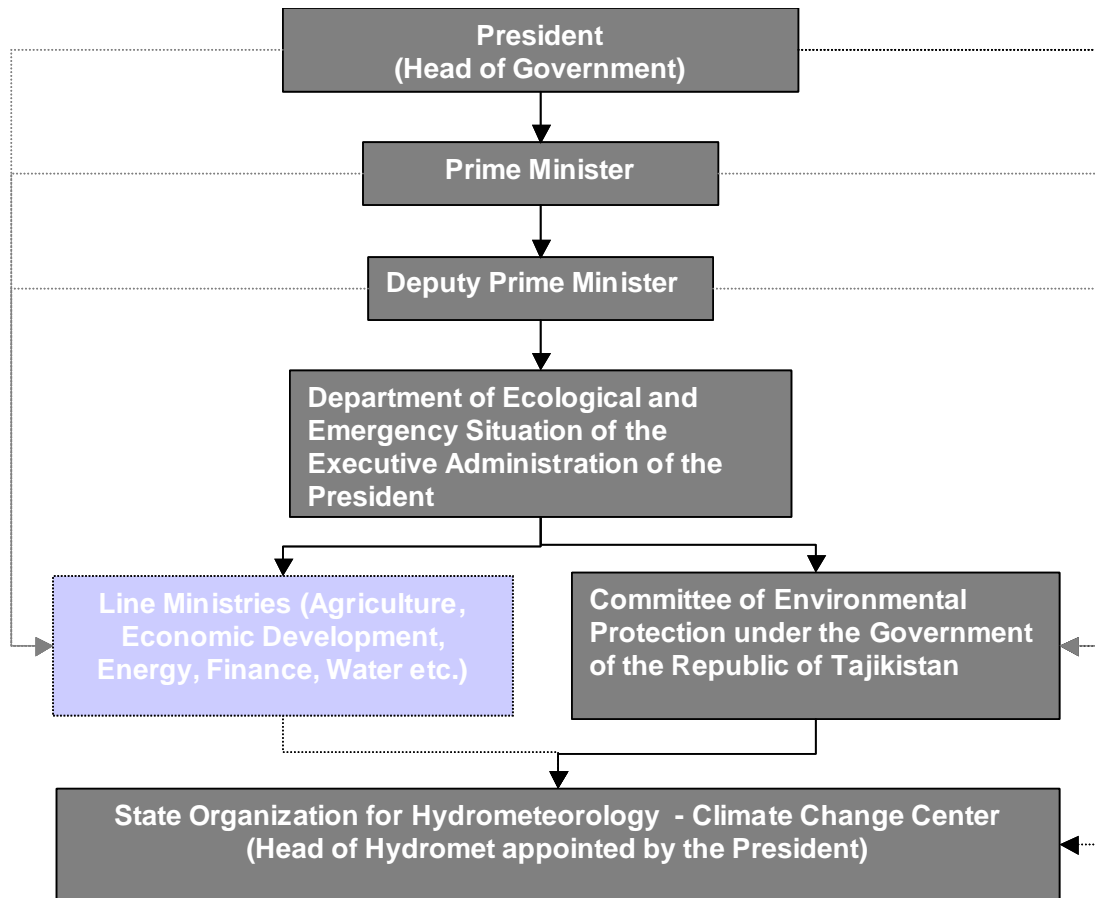 President
(Head of Government)
Prime Minister
Deputy Prime Minister
Department of Ecological and
Emergency Situation of the
Executive Administration of the
President
Line Ministries (Agriculture,
Economic Development,
Energy, Finance, Water etc.)
Committee of Environmental
Protection under the Government
of the Republic of Tajikistan
State Organization for Hydrometeorology - Climate Change Center
(Head of Hydromet appointed by the President)